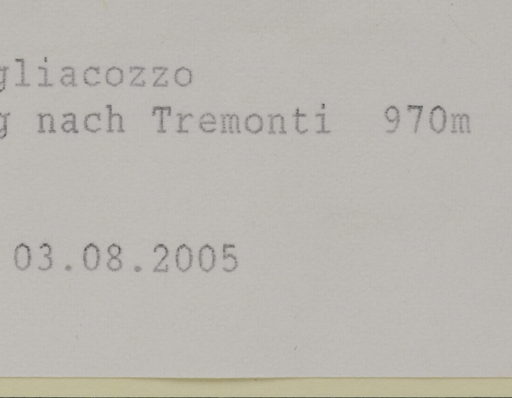 gliacozzo
g nach Tremonti 970m
03.08.2005